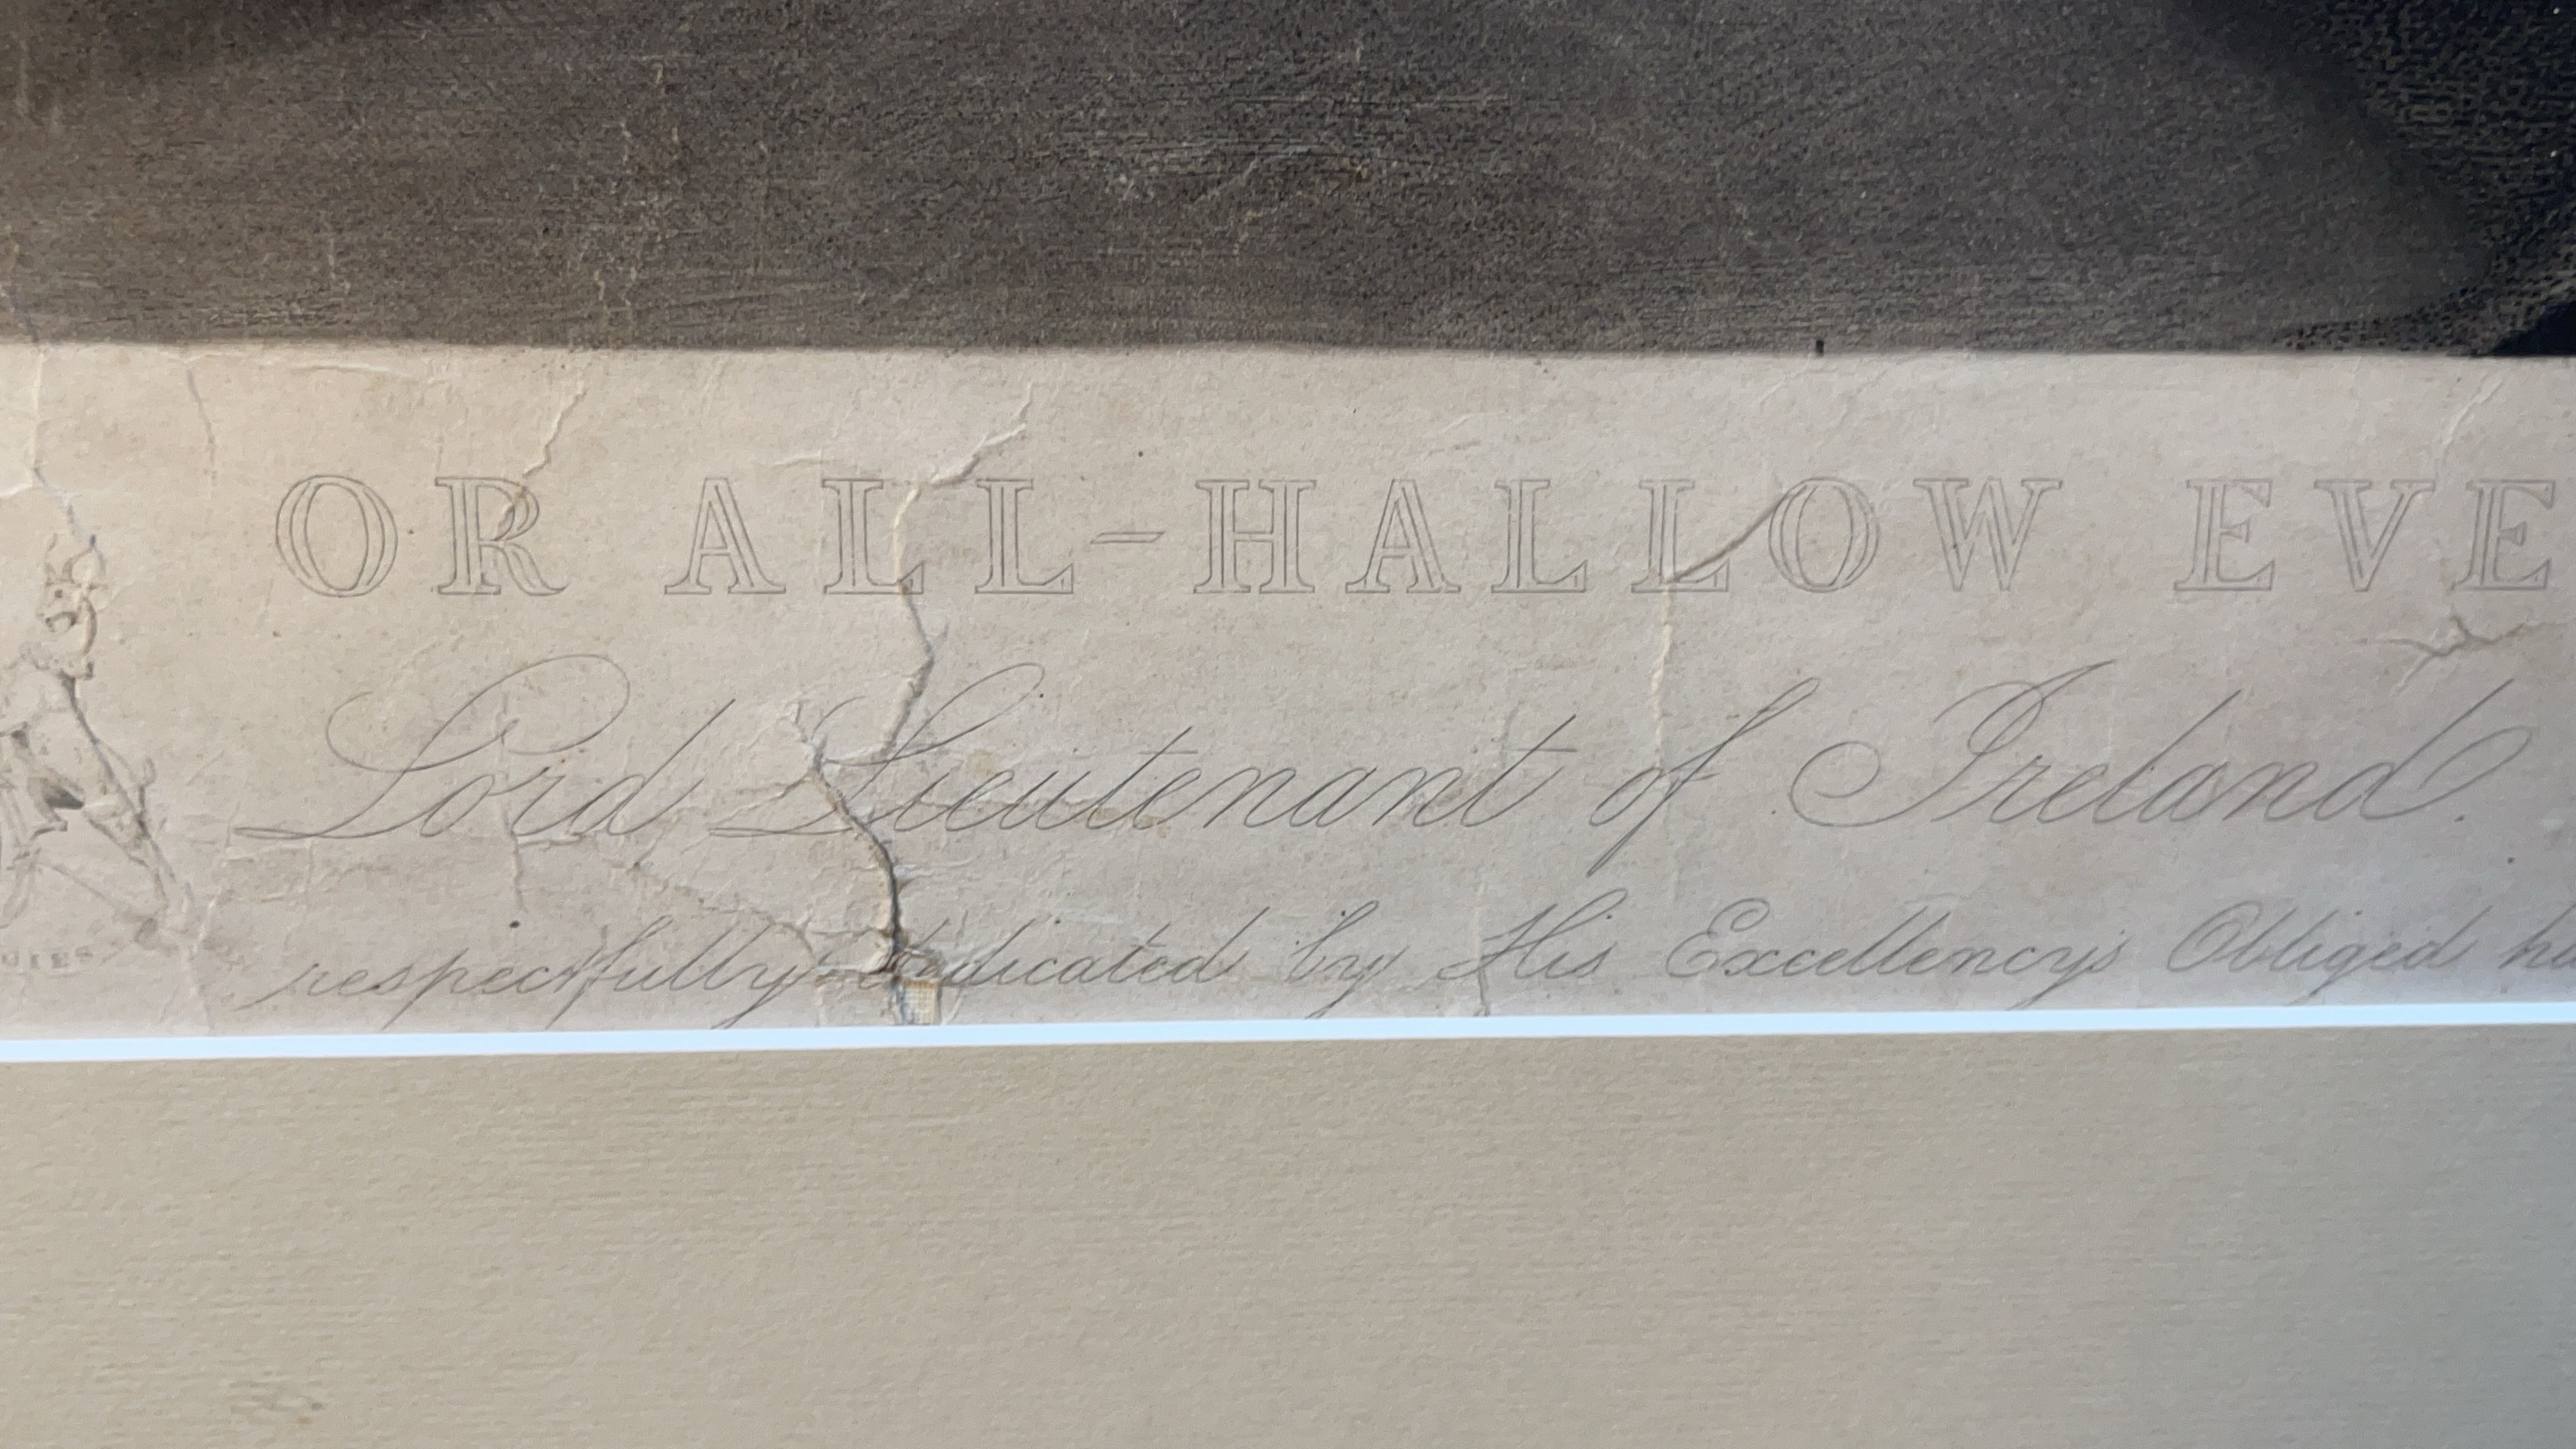 OR ALL-HALLOW EVE
Lord Lieutenant of Ireland.
respectfully dedicated by His Excellency's Obliged